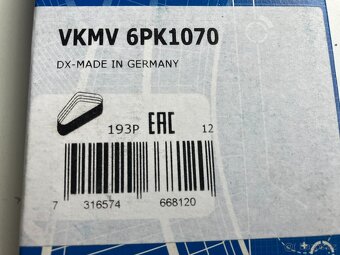 VKMV 6PK1070
DX-MADE IN GERMANY
193P EAC 12
7 316574 668120